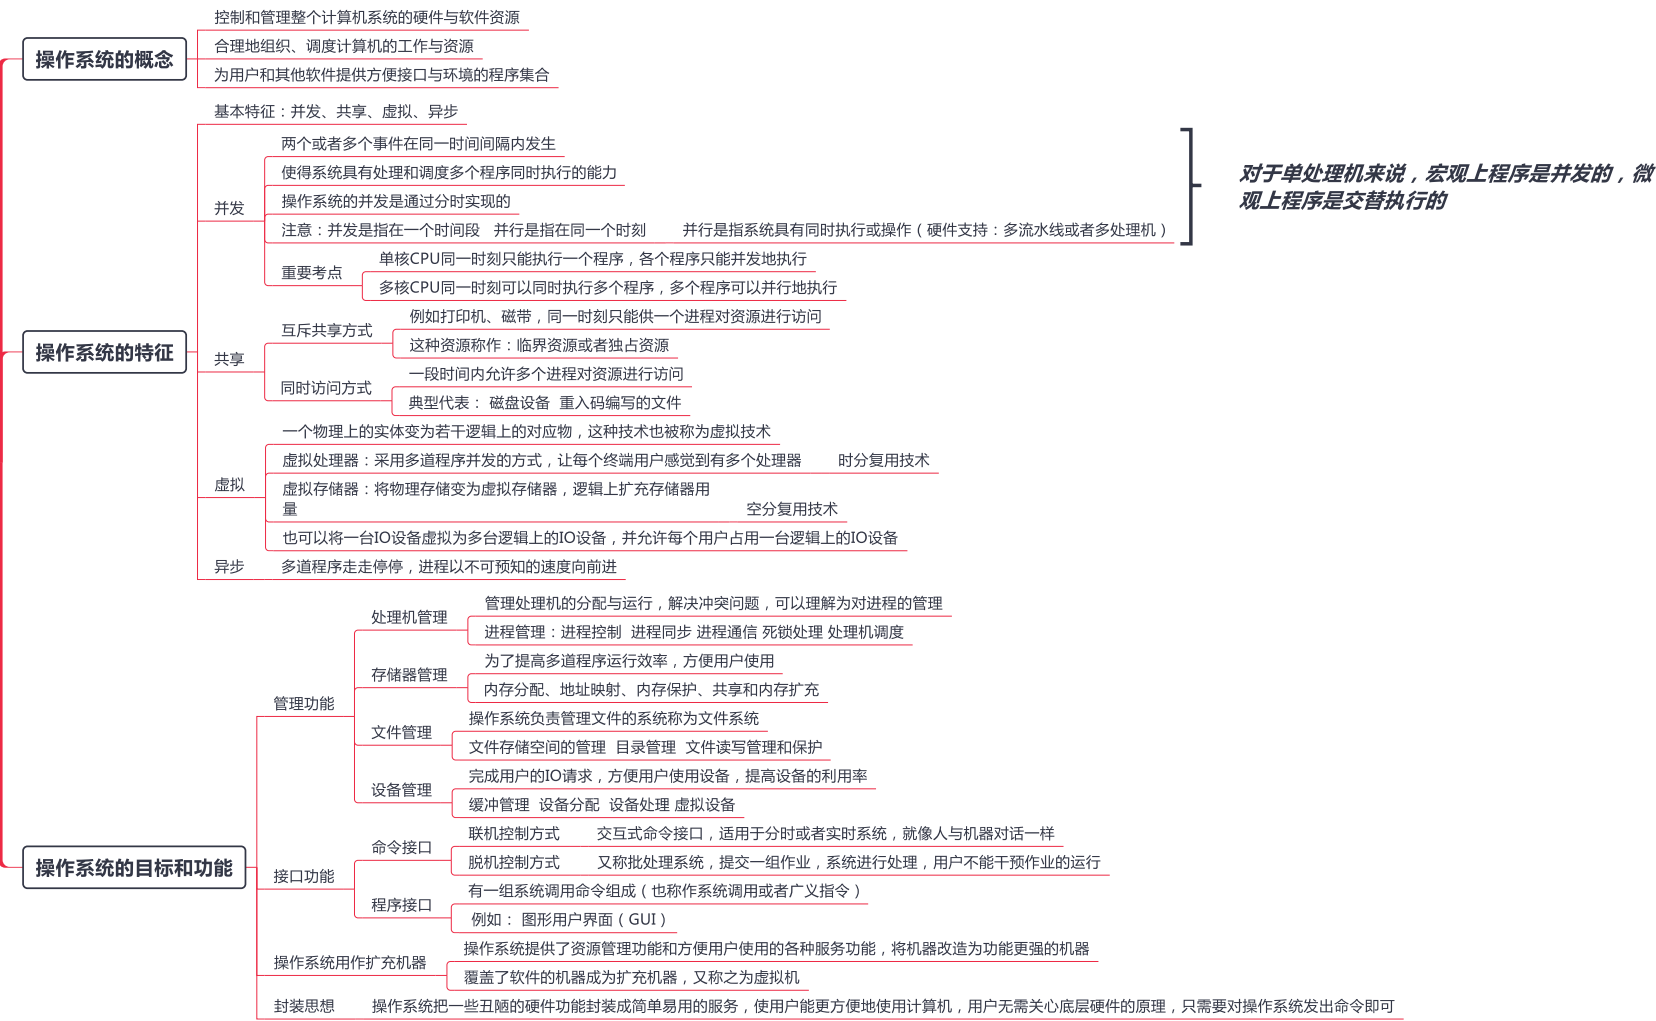 操作系统的概念
控制和管理整个计算机系统的硬件与软件资源
合理地组织、调度计算机的工作与资源
为用户和其他软件提供方便接口与环境的程序集合
操作系统的特征
基本特征：并发、共享、虚拟、异步
并发
两个或者多个事件在同一时间间隔内发生
使得系统具有处理和调度多个程序同时执行的能力
操作系统的并发是通过分时实现的
注意：并发是指在一个时间段   并行是指在同一个时刻
并行是指系统具有同时执行或操作（硬件支持：多流水线或者多处理机）
对于单处理机来说，宏观上程序是并发的，微
观上程序是交替执行的
重要考点
单核CPU同一时刻只能执行一个程序，各个程序只能并发地执行
多核CPU同一时刻可以同时执行多个程序，多个程序可以并行地执行
共享
互斥共享方式
例如打印机、磁带，同一时刻只能供一个进程对资源进行访问
这种资源称作：临界资源或者独占资源
同时访问方式
一段时间内允许多个进程对资源进行访问
典型代表： 磁盘设备  重入码编写的文件
虚拟
一个物理上的实体变为若干逻辑上的对应物，这种技术也被称为虚拟技术
虚拟处理器：采用多道程序并发的方式，让每个终端用户感觉到有多个处理器
时分复用技术
虚拟存储器：将物理存储变为虚拟存储器，逻辑上扩充存储器用
量
空分复用技术
也可以将一台IO设备虚拟为多台逻辑上的IO设备，并允许每个用户占用一台逻辑上的IO设备
异步
多道程序走走停停，进程以不可预知的速度向前进
操作系统的目标和功能
管理功能
处理机管理
管理处理机的分配与运行，解决冲突问题，可以理解为对进程的管理
进程管理：进程控制  进程同步 进程通信 死锁处理 处理机调度
存储器管理
为了提高多道程序运行效率，方便用户使用
内存分配、地址映射、内存保护、共享和内存扩充
文件管理
操作系统负责管理文件的系统称为文件系统
文件存储空间的管理  目录管理  文件读写管理和保护
设备管理
完成用户的IO请求，方便用户使用设备，提高设备的利用率
缓冲管理  设备分配  设备处理 虚拟设备
接口功能
命令接口
联机控制方式
交互式命令接口，适用于分时或者实时系统，就像人与机器对话一样
脱机控制方式
又称批处理系统，提交一组作业，系统进行处理，用户不能干预作业的运行
程序接口
有一组系统调用命令组成（也称作系统调用或者广义指令）
例如： 图形用户界面（GUI）
操作系统用作扩充机器
操作系统提供了资源管理功能和方便用户使用的各种服务功能，将机器改造为功能更强的机器
覆盖了软件的机器成为扩充机器，又称之为虚拟机
封装思想
操作系统把一些丑陋的硬件功能封装成简单易用的服务，使用户能更方便地使用计算机，用户无需关心底层硬件的原理，只需要对操作系统发出命令即可